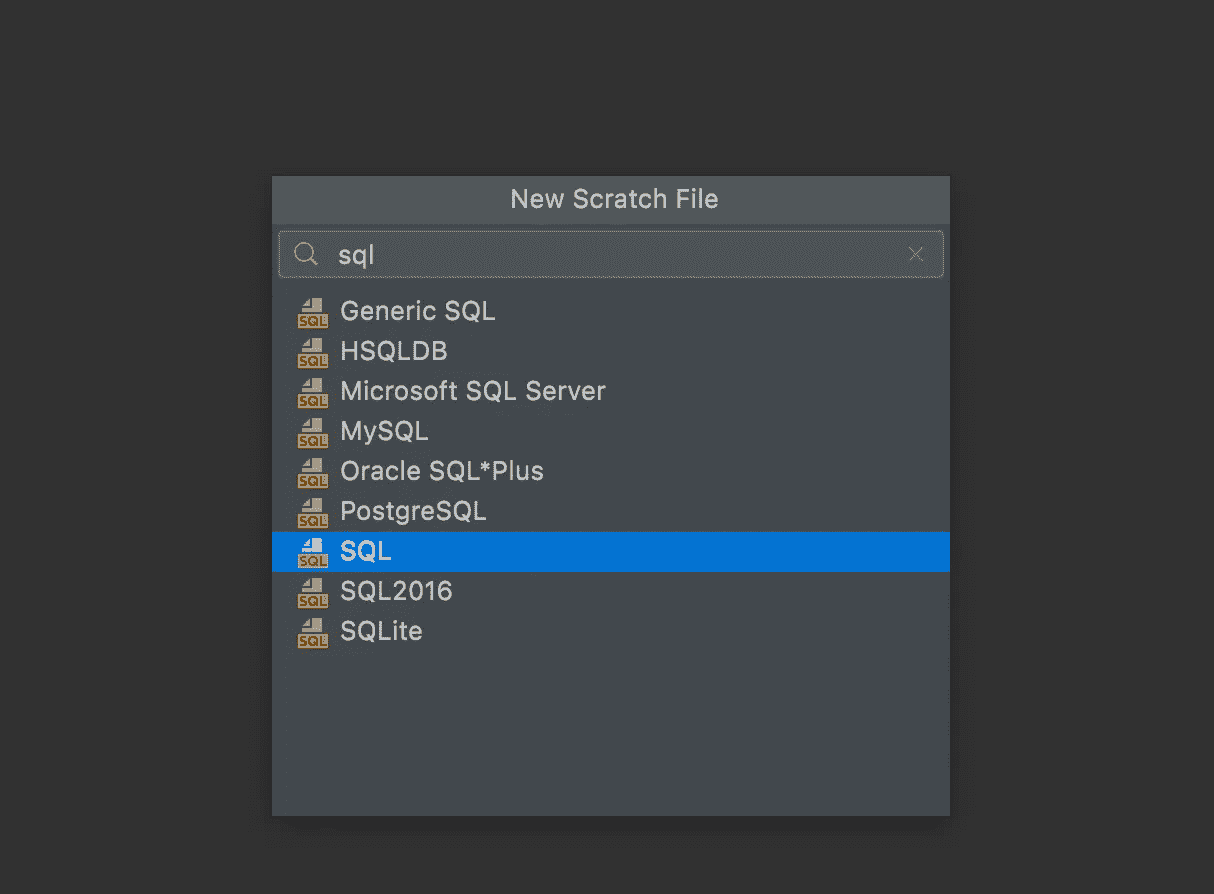 New Scratch File
sql
SQL Generic SQL
SQL HSQLDB
SQL Microsoft SQL Server
SQL MySQL
SQL Oracle SQL*Plus
SQL PostgreSQL
SQL SQL
SQL SQL2016
SQL SQLite